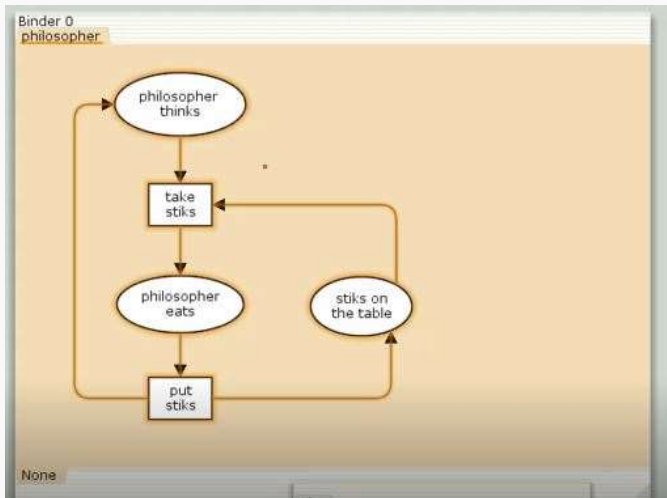 Binder 0
philosopher
philosopher
thinks
take
stiks
philosopher
eats
stiks on
the table
put
stiks
None